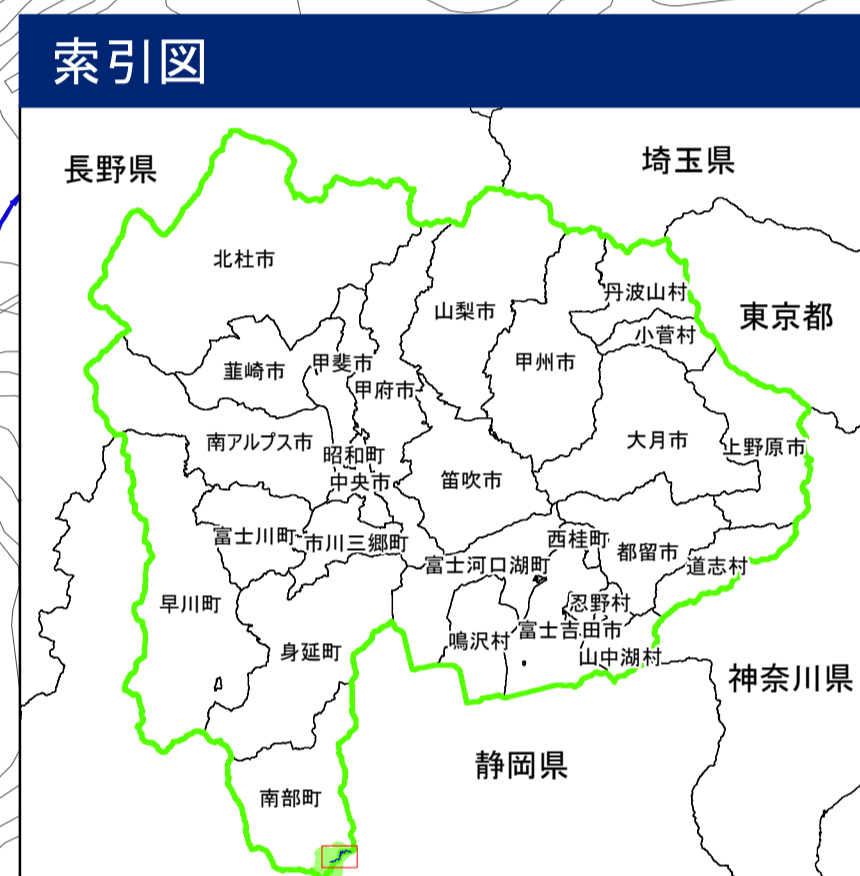 索引図
長野県
埼玉県
北杜市
丹波山村
山梨市
東京都
小菅村
韮崎市
甲斐市
甲州市
甲府市
南アルプス市
昭和町
大月市
上野原市
中央市
笛吹市
富士川町
市川三郷町
西桂町
都留市
富士河口湖町
道志村
早川町
忍野村
鳴沢村
富士吉田市
身延町
山中湖村
神奈川県
静岡県
南部町